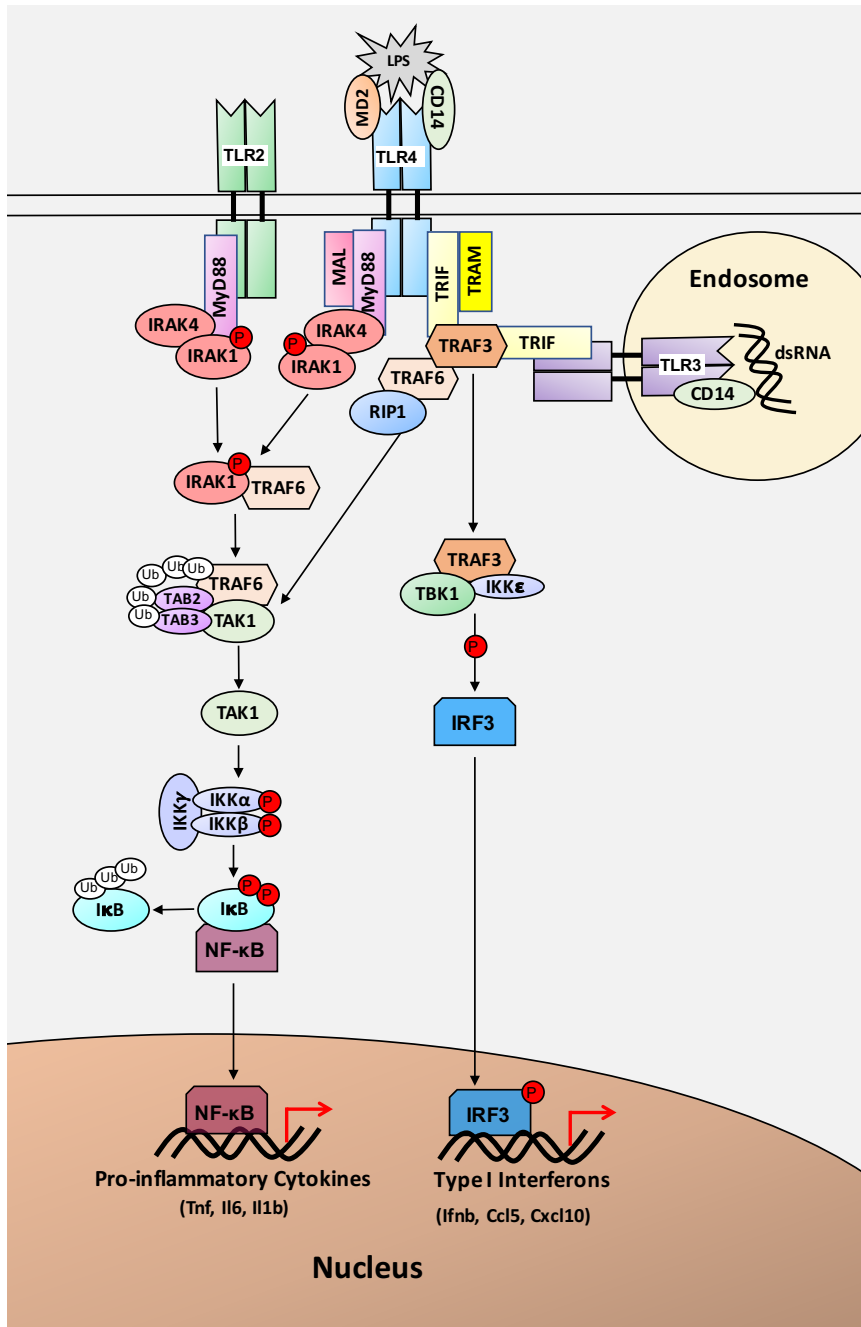 LPS
MD2
CD14
TLR2
TLR4
MyD88
MAL
MyD88
TRIF
TRAM
Endosome
IRAK4
P
IRAK1
IRAK4
P
IRAK1
TRAF3
TRIF
TLR3
dsRNA
CD14
TRAF6
RIP1
P
IRAK1
TRAF6
Ub
Ub
Ub
TRAF6
Ub
TAB2
Ub
TAB3
TAK1
TRAF3
TBK1
IKKε
P
TAK1
IRF3
IKKγ
IKKα
P
IKKβ
P
Ub
Ub
Ub
IκB
P
P
IκB
NF-κB
NF-κB
IRF3
P
Pro-inflammatory Cytokines
(Tnf, Il6, Il1b)
Type I Interferons
(Ifnb, Ccl5, Cxcl10)
Nucleus